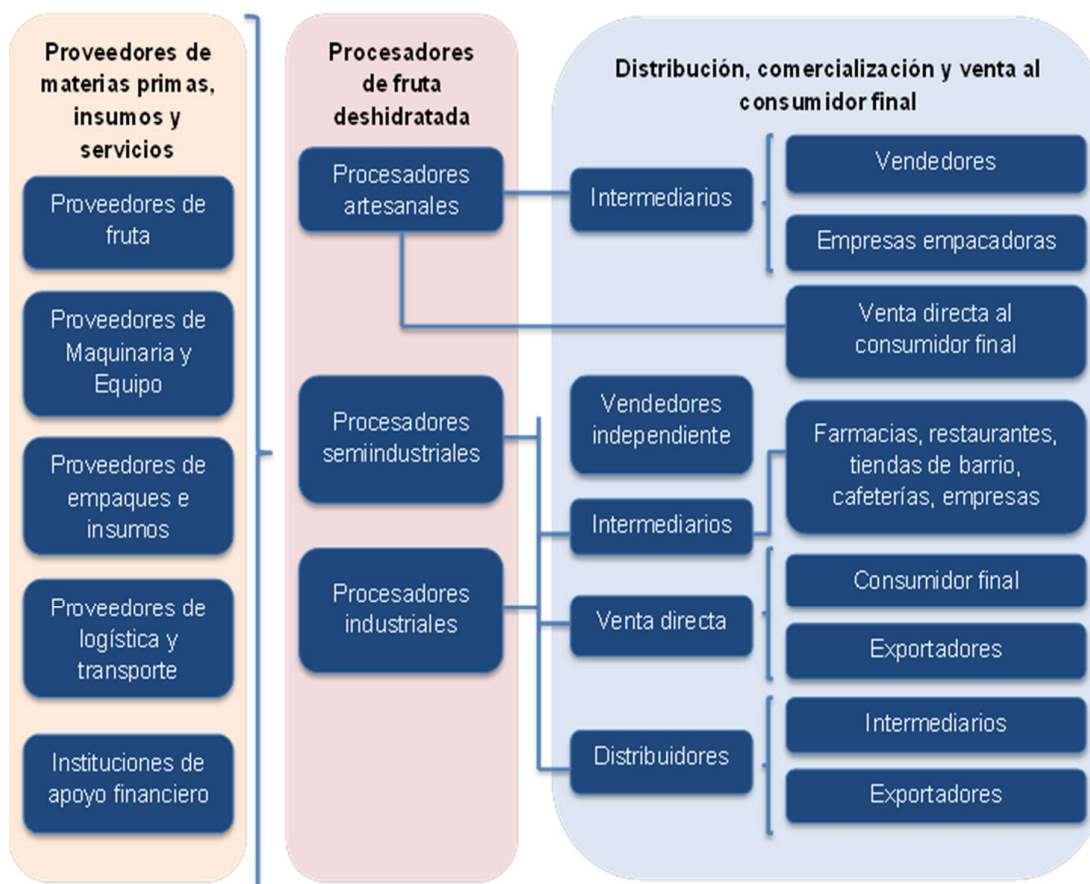 Proveedores de
materias primas,
insumos y
servicios
Proveedores de
fruta
Proveedores de
Maquinaria y
Equipo
Proveedores de
empaques e
insumos
Proveedores de
logística y
transporte
Instituciones de
apoyo financiero
Procesadores
de fruta
deshidratada
Procesadores
artesanales
Procesadores
semiindustriales
Procesadores
industriales
Distribución, comercialización y venta al
consumidor final
Intermediarios
Vendedores
Empresas empacadoras
Venta directa al
consumidor final
Vendedores
independiente
Intermediarios
Farmacias, restaurantes,
tiendas de barrio,
cafeterías, empresas
Venta directa
Consumidor final
Exportadores
Distribuidores
Intermediarios
Exportadores